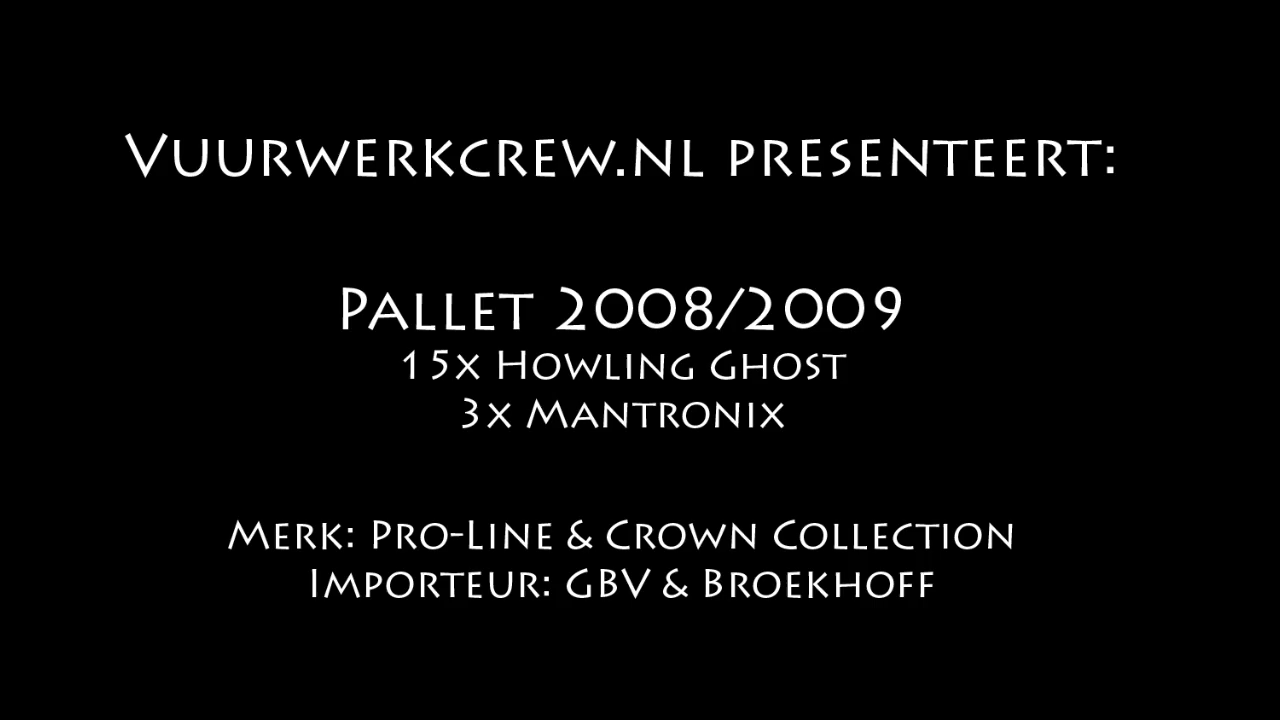 Vuurwerkcrew.nl presenteert:
Pallet 2008/2009
15x Howling Ghost
3x Mantronix
Merk: Pro-Line & Crown Collection
Importeur: GBV & Broekhoff